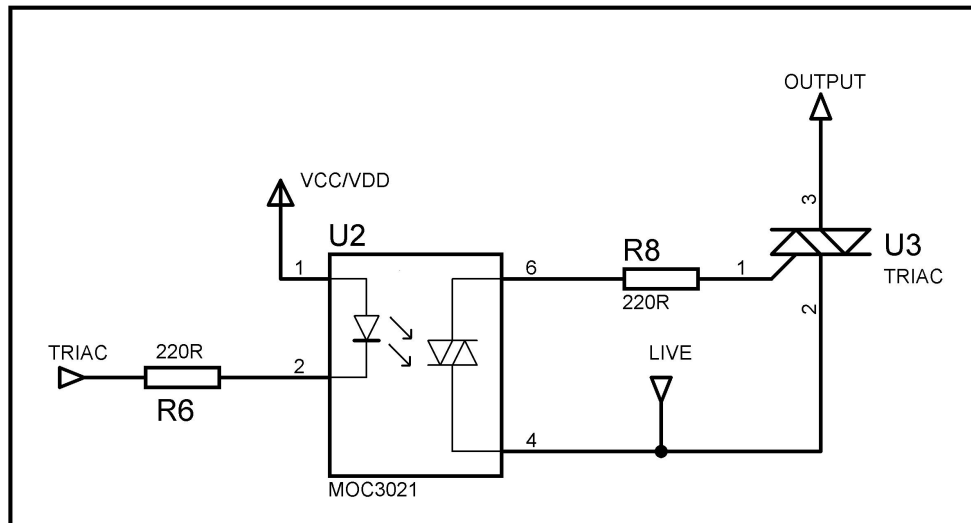 OUTPUT
VCC/VDD
3
U2
R8
U3
1
6
1
220R
TRIAC
2
TRIAC
220R
2
LIVE
R6
4
MOC3021